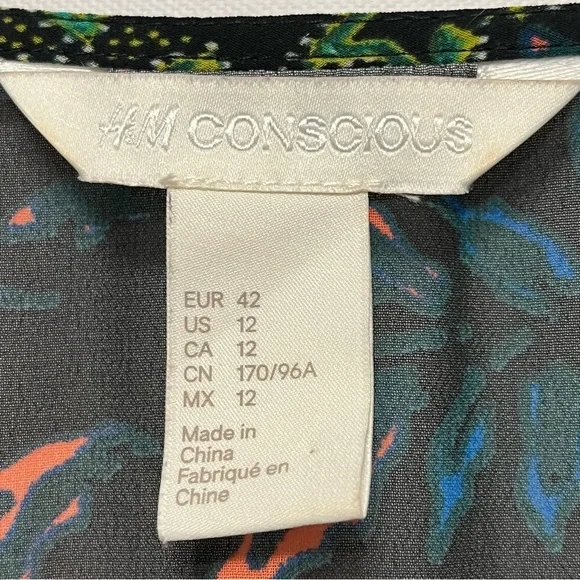 H&M CONSCIOUS
EUR 42
US 12
CA 12
CN 170/96A
MX 12
Made in
China
Fabriqué en
Chine